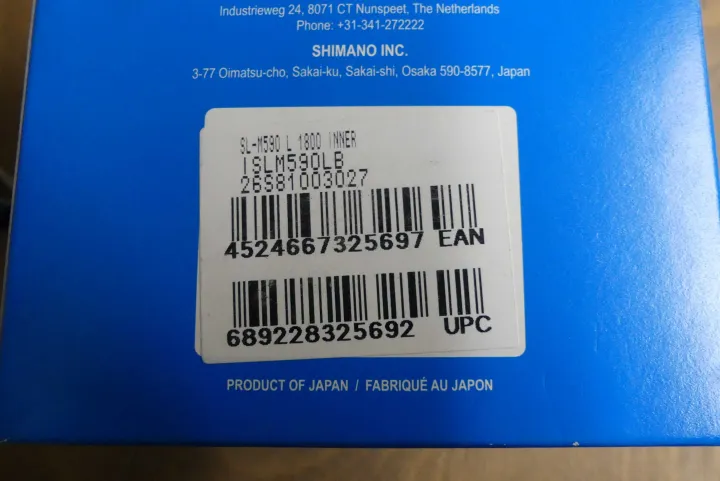 Industrieweg 24, 8071 CT Nunspeet, The Netherlands
Phone: +31-341-272222
SHIMANO INC.
3-77 Oimatsu-cho, Sakai-ku, Sakai-shi, Osaka 590-8577, Japan
SL-M590 L 1800 INNER
ISLM590LB
26S81003027
4524667325697 EAN
689228325692 UPC
PRODUCT OF JAPAN / FABRIQUÉ AU JAPON